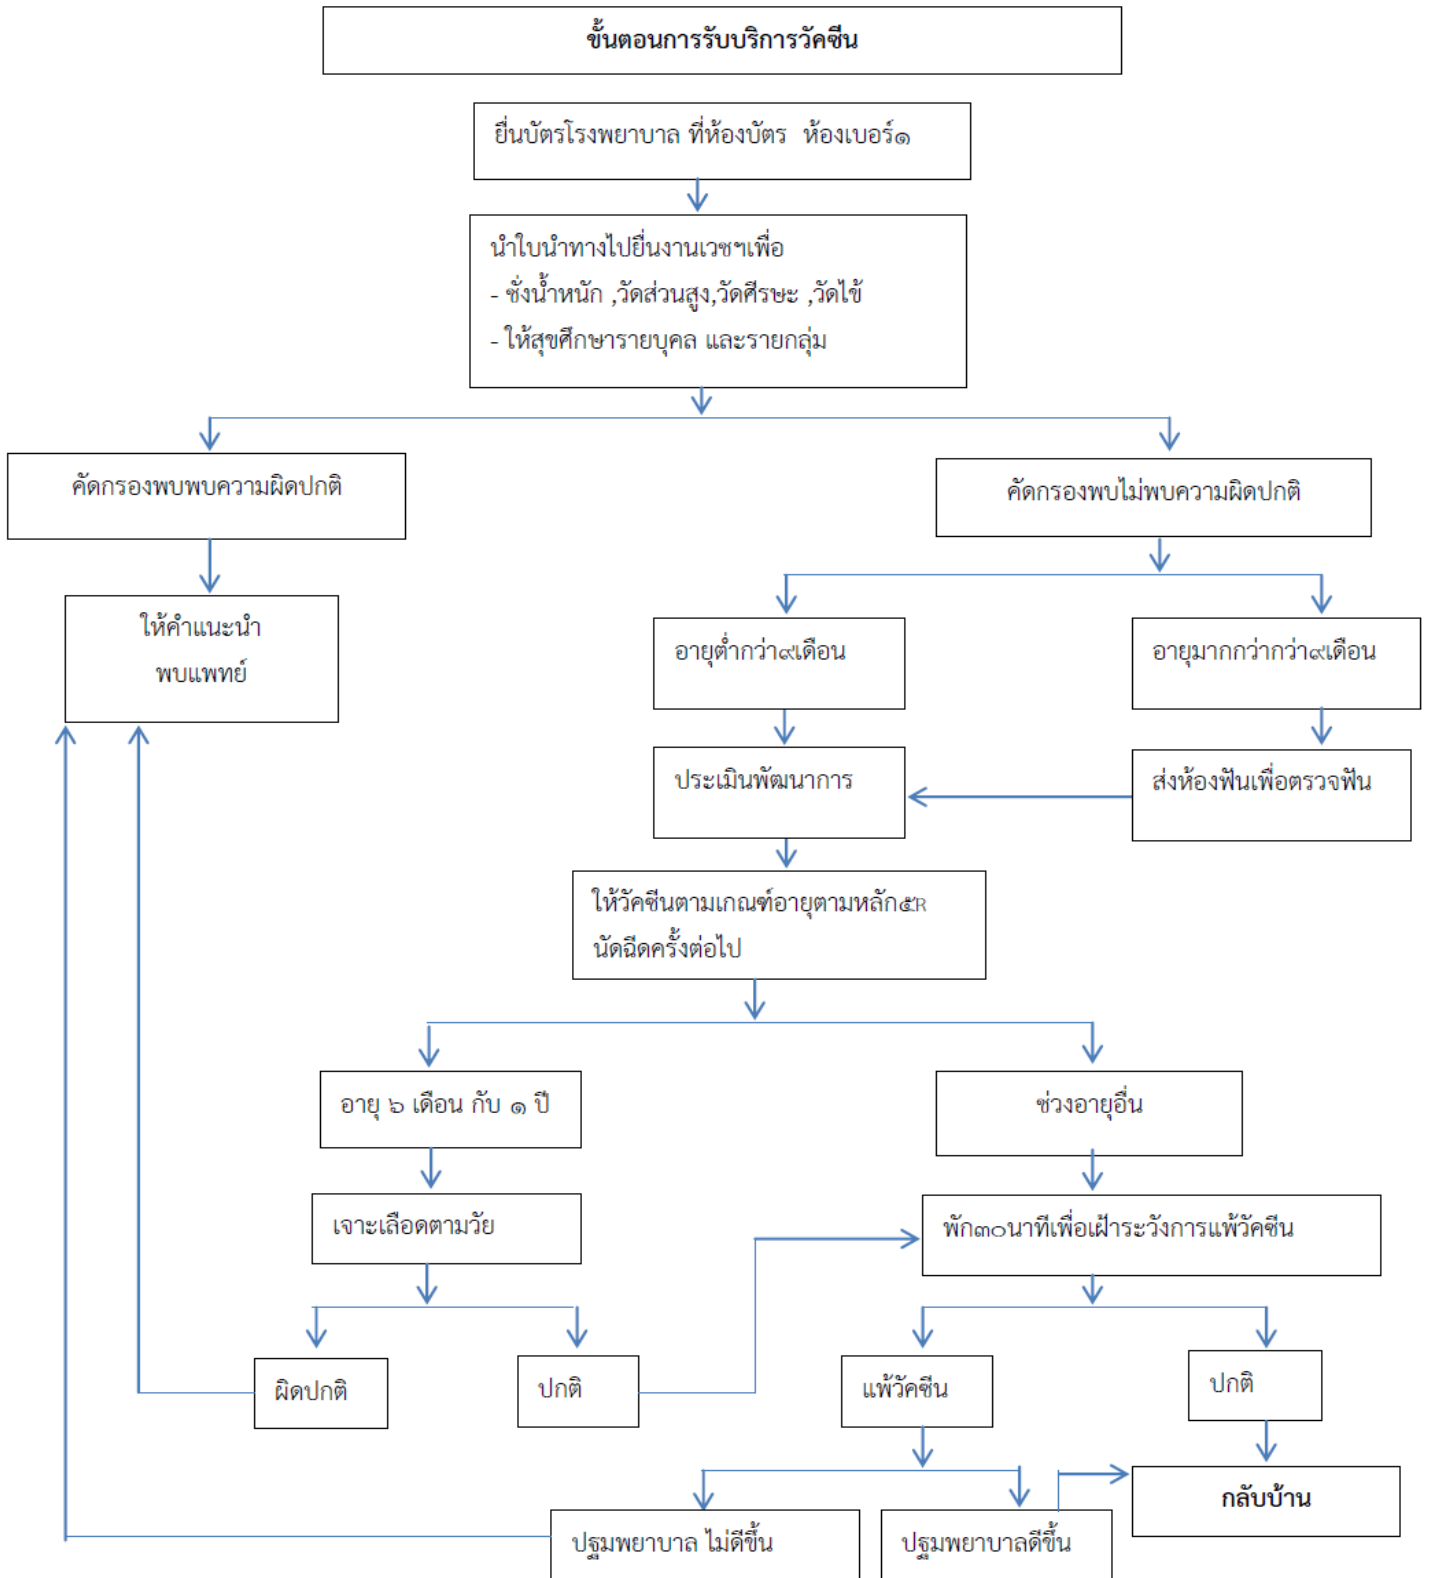 ขั้นตอนการรับบริการวัคซีน
ยื่นบัตรโรงพยาบาล ที่ห้องบัตร ห้องเบอร์๑
นำใบนำทางไปยื่นงานเวชฯเพื่อ
- ชั่งน้ำหนัก ,วัดส่วนสูง,วัดศีรษะ ,วัดไข้
- ให้สุขศึกษารายบุคล และรายกลุ่ม
คัดกรองพบพบความผิดปกติ
คัดกรองพบไม่พบความผิดปกติ
ให้คำแนะนำ
พบแพทย์
อายุต่ำกว่า๙เดือน
อายุมากกว่ากว่า๙เดือน
ประเมินพัฒนาการ
ส่งห้องฟันเพื่อตรวจฟัน
ให้วัคซีนตามเกณฑ์อายุตามหลัก๕R
นัดฉีดครั้งต่อไป
อายุ ๖ เดือน กับ ๑ ปี
ช่วงอายุอื่น
เจาะเลือดตามวัย
พัก๓๐นาทีเพื่อเฝ้าระวังการแพ้วัคซีน
ผิดปกติ
ปกติ
แพ้วัคซีน
ปกติ
กลับบ้าน
ปฐมพยาบาล ไม่ดีขึ้น
ปฐมพยาบาลดีขึ้น